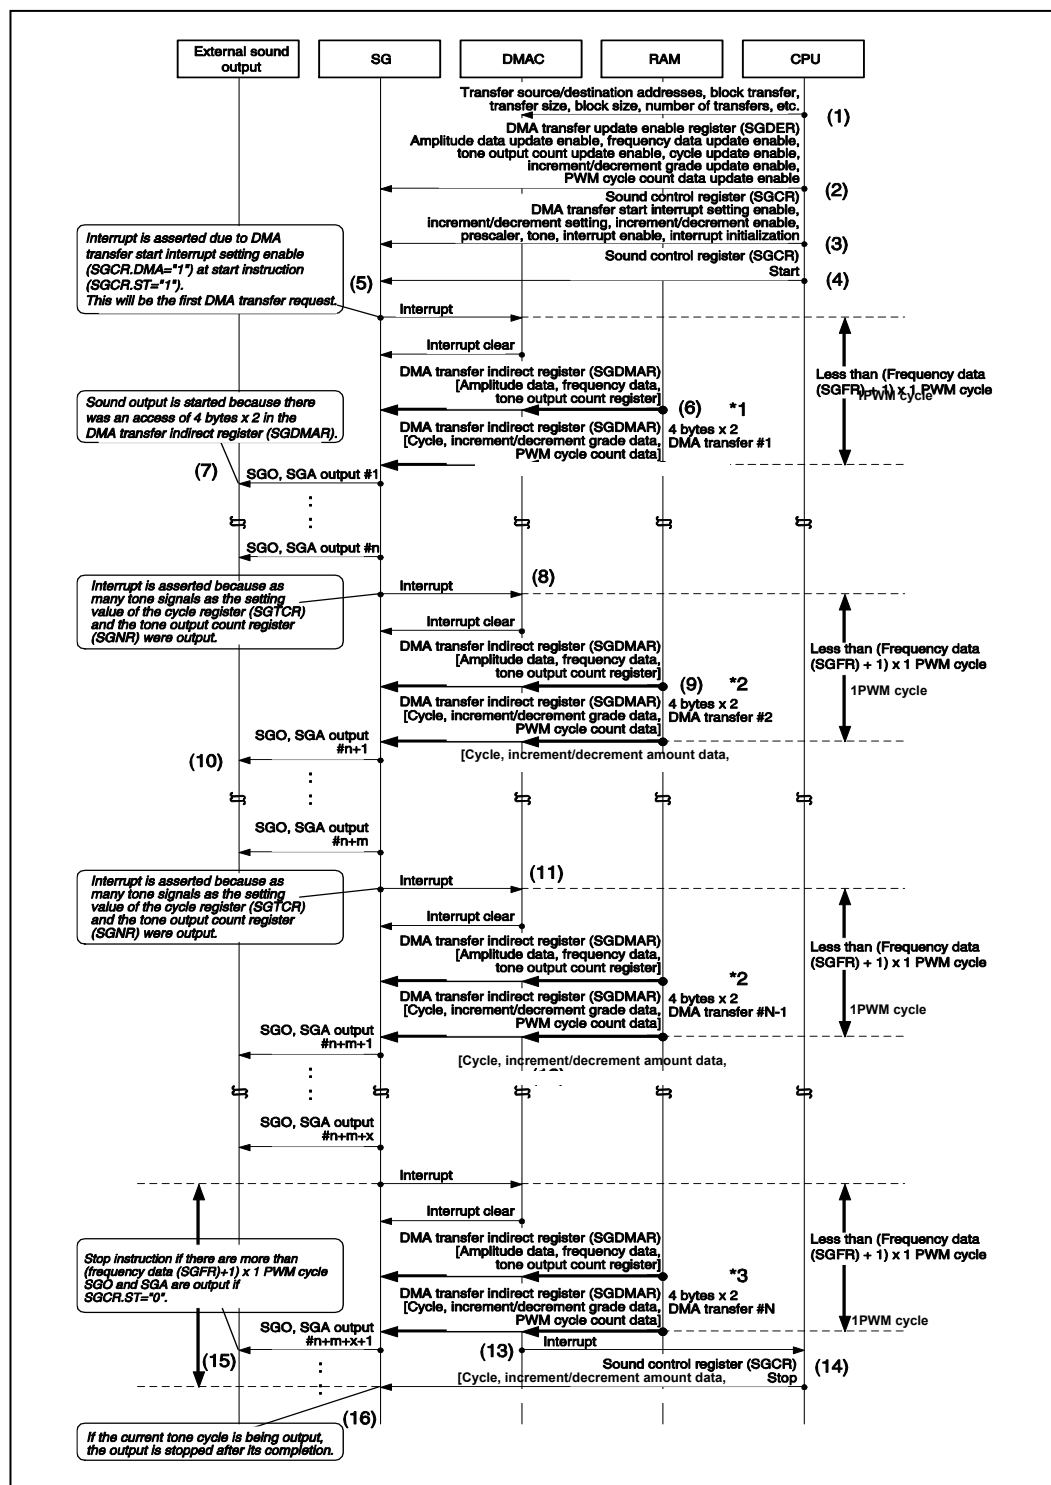 External sound
output
SG
DMAC
RAM
CPU
Transfer source/destination addresses, block transfer,
transfer size, block size, number of transfers, etc.
(1)
DMA transfer update enable register (SGDER)
Amplitude data update enable, frequency data update enable,
tone output count update enable, cycle update enable,
increment/decrement grade update enable,
PWM cycle count data update enable
(2)
Sound control register (SGCR)
DMA transfer start interrupt setting enable,
increment/decrement setting, increment/decrement enable,
prescaler, tone, interrupt enable, interrupt initialization
(3)
Sound control register (SGCR)
Start
(4)
Interrupt is asserted due to DMA
transfer start interrupt setting enable
(SGCR.DMA="1") at start instruction
(SGCR.ST="1").
This will be the first DMA transfer request.
(5)
Interrupt
Interrupt clear
DMA transfer indirect register (SGDMAR)
[Amplitude data, frequency data,
tone output count register]
(6)
*1
Less than (Frequency data
(SGFR) + 1) x 1 PWM cycle
1PWM cycle
Sound output is started because there
was an access of 4 bytes x 2 in the
DMA transfer indirect register (SGDMAR).
DMA transfer indirect register (SGDMAR)
[Cycle, increment/decrement grade data,
PWM cycle count data]
4 bytes x 2
DMA transfer #1
(7)
SGO, SGA output #1
SGO, SGA output #n
Interrupt is asserted because as
many tone signals as the setting
value of the cycle register (SGTCR)
and the tone output count register
(SGNR) were output.
Interrupt
(8)
Interrupt clear
DMA transfer indirect register (SGDMAR)
[Amplitude data, frequency data,
tone output count register]
(9)
*2
Less than (Frequency data
(SGFR) + 1) x 1 PWM cycle
1PWM cycle
DMA transfer indirect register (SGDMAR)
[Cycle, increment/decrement grade data,
PWM cycle count data]
4 bytes x 2
DMA transfer #2
SGO, SGA output
#n+1
[Cycle, increment/decrement amount data,
(10)
SGO, SGA output
#n+m
Interrupt is asserted because as
many tone signals as the setting
value of the cycle register (SGTCR)
and the tone output count register
(SGNR) were output.
Interrupt
(11)
Interrupt clear
DMA transfer indirect register (SGDMAR)
[Amplitude data, frequency data,
tone output count register]
*2
Less than (Frequency data
(SGFR) + 1) x 1 PWM cycle
1PWM cycle
DMA transfer indirect register (SGDMAR)
[Cycle, increment/decrement grade data,
PWM cycle count data]
4 bytes x 2
DMA transfer #N-1
SGO, SGA output
#n+m+1
[Cycle, increment/decrement amount data,
SGO, SGA output
#n+m+x
Interrupt
Interrupt clear
DMA transfer indirect register (SGDMAR)
[Amplitude data, frequency data,
tone output count register]
*3
Less than (Frequency data
(SGFR) + 1) x 1 PWM cycle
1PWM cycle
Stop instruction if there are more than
(frequency data (SGFR)+1) x 1 PWM cycle
SGO and SGA are output if
SGCR.ST="0".
DMA transfer indirect register (SGDMAR)
[Cycle, increment/decrement grade data,
PWM cycle count data]
4 bytes x 2
DMA transfer #N
SGO, SGA output
#n+m+x+1
(13)
Interrupt
(15)
Sound control register (SGCR)
Stop
(14)
[Cycle, increment/decrement amount data,
(16)
If the current tone cycle is being output,
the output is stopped after its completion.